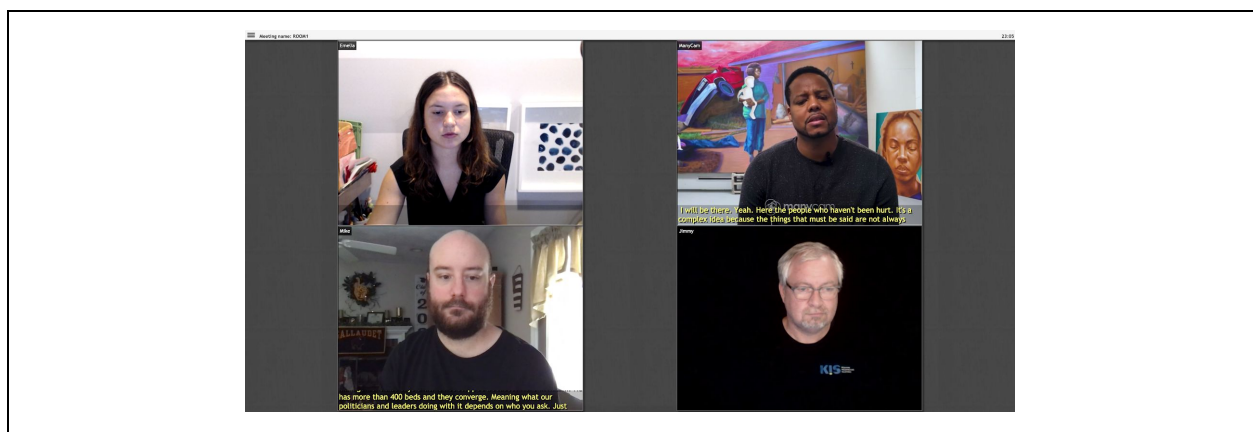 Meeting name: ROOM1
23:05
Emelia
ManyCam
I will be there. Yeah. Here the people who haven't been hurt. It's a
complex idea because the things that must be said are not always
Mike
Jimmy
KIS
has more than 400 beds and they converge. Meaning what our
politicians and leaders doing with it depends on who you ask. Just